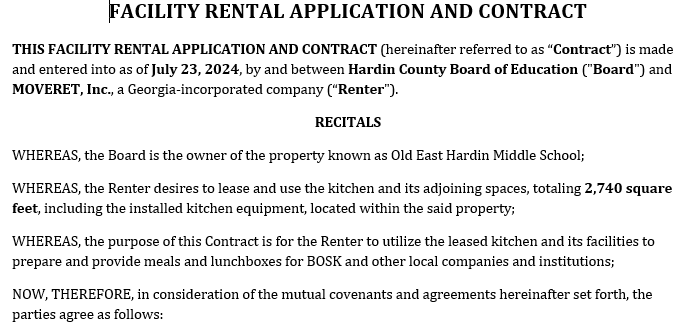 FACILITY RENTAL APPLICATION AND CONTRACT
THIS FACILITY RENTAL APPLICATION AND CONTRACT (hereinafter referred to as “Contract”) is made
and entered into as of July 23, 2024, by and between Hardin County Board of Education ("Board") and
MOVERET, Inc., a Georgia-incorporated company (“Renter").
RECITALS
WHEREAS, the Board is the owner of the property known as Old East Hardin Middle School;
WHEREAS, the Renter desires to lease and use the kitchen and its adjoining spaces, totaling 2,740 square
feet, including the installed kitchen equipment, located within the said property;
WHEREAS, the purpose of this Contract is for the Renter to utilize the leased kitchen and its facilities to
prepare and provide meals and lunchboxes for BOSK and other local companies and institutions;
NOW, THEREFORE, in consideration of the mutual covenants and agreements hereinafter set forth, the
parties agree as follows: